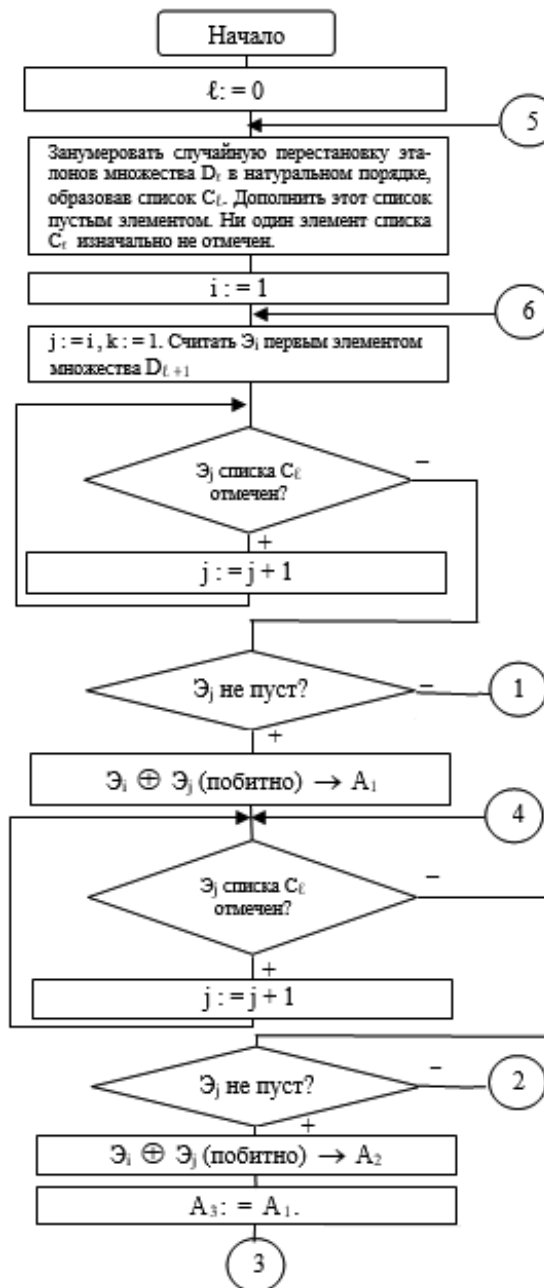 Начало
ℓ: = 0
5
Занумеровать случайную перестановку эта-
лонов множества Dℓ в натуральном порядке,
образовав список Cℓ. Дополнить этот список
пустым элементом. Ни один элемент списка
Cℓ изначально не отмечен.
i : = 1
6
j : = i , k : = 1. Считать Эi первым элементом
множества Dℓ +1
Эj списка Cℓ
отмечен?
–
+
j : = j + 1
Эj не пуст?
–
1
+
Эi ⊕ Эj (побитно) → A1
4
Эj списка Cℓ
отмечен?
–
+
j : = j + 1
Эj не пуст?
–
2
+
Эi ⊕ Эj (побитно) → A2
A3: = A1.
3